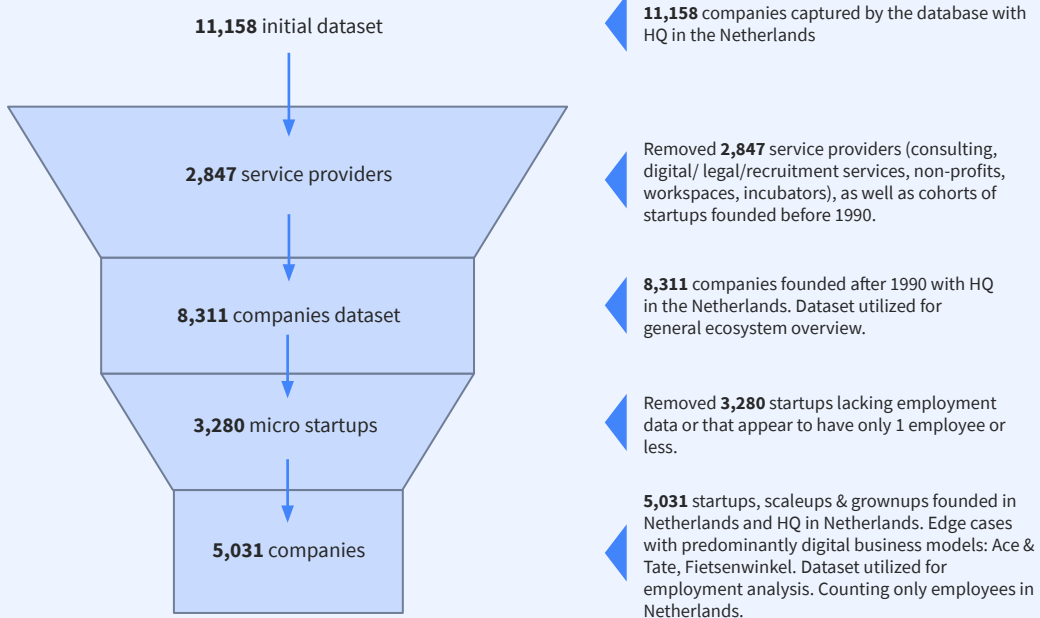 11,158 initial dataset
11,158 companies captured by the database with
HQ in the Netherlands
2,847 service providers
Removed 2,847 service providers (consulting,
digital/ legal/recruitment services, non-profits,
workspaces, incubators), as well as cohorts of
startups founded before 1990.
8,311 companies dataset
8,311 companies founded after 1990 with HQ
in the Netherlands. Dataset utilized for
general ecosystem overview.
3,280 micro startups
Removed 3,280 startups lacking employment
data or that appear to have only 1 employee or
less.
5,031 companies
5,031 startups, scaleups & grownups founded in
Netherlands and HQ in Netherlands. Edge cases
with predominantly digital business models: Ace &
Tate, Fietsenwinkel. Dataset utilized for
employment analysis. Counting only employees in
Netherlands.